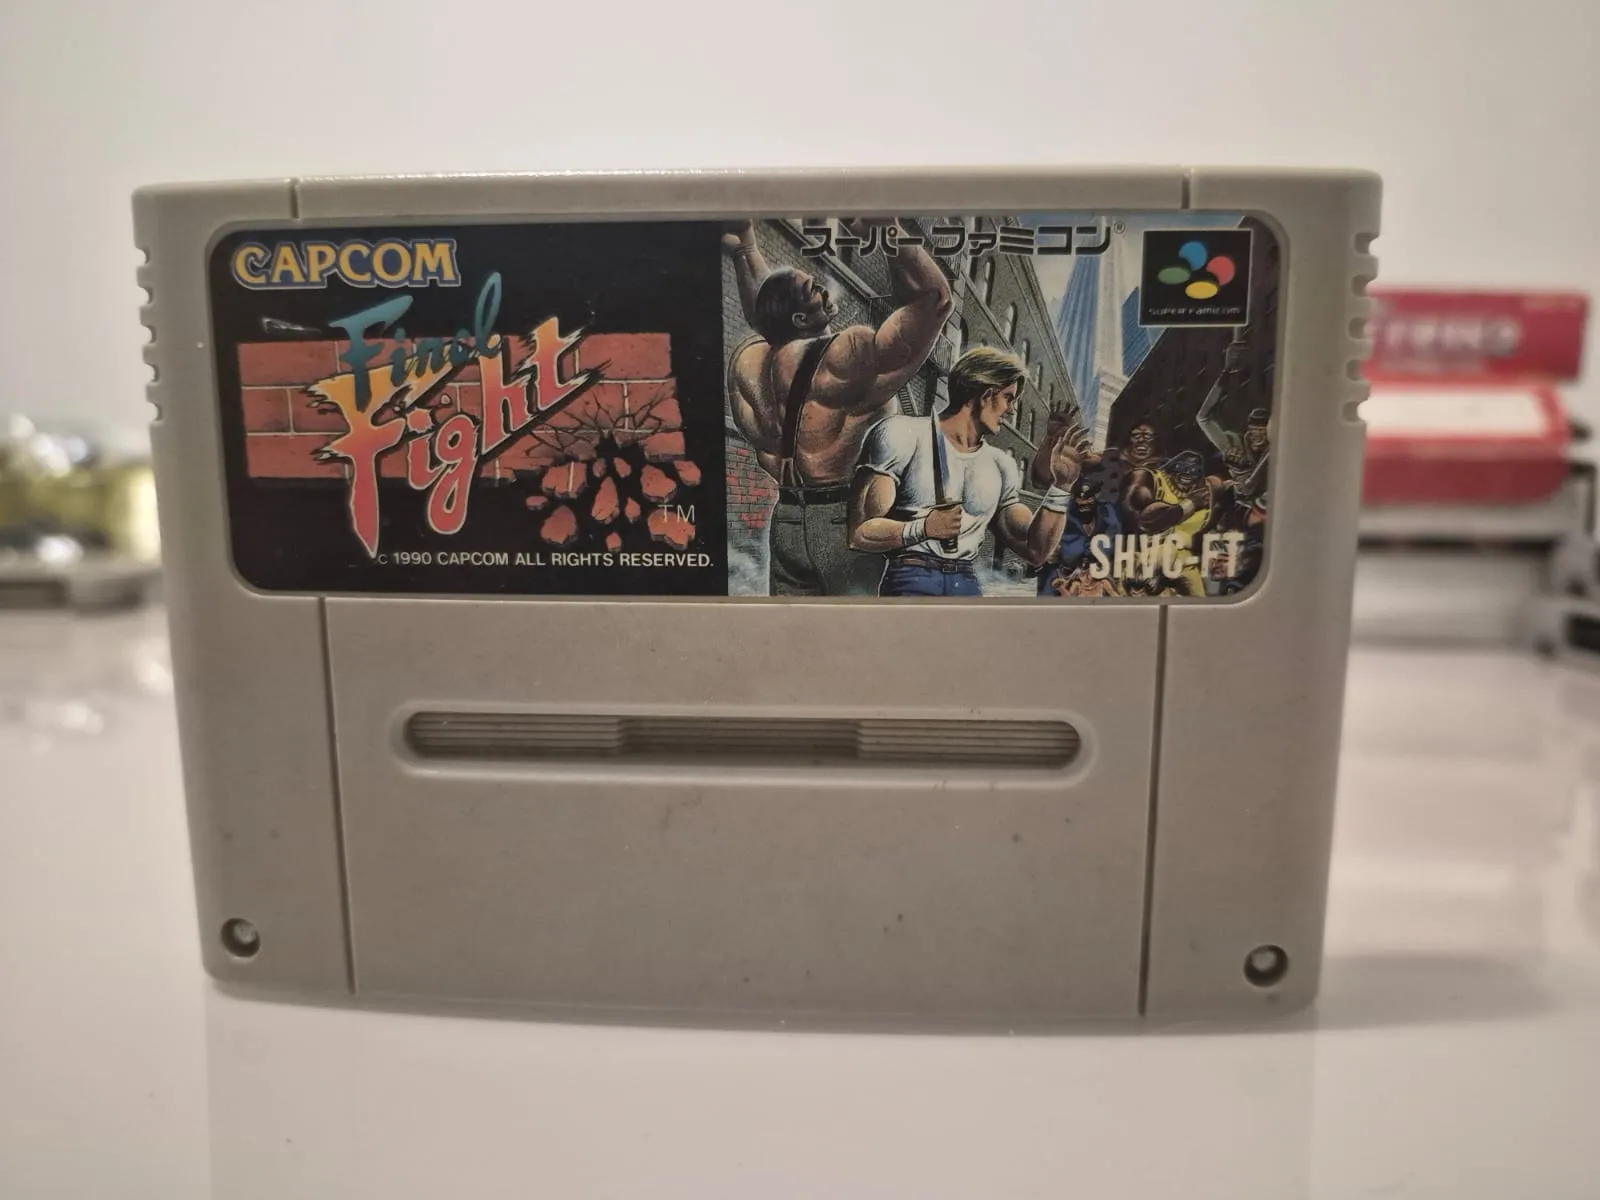 CAPCOM
Final
Fight
TM
c 1990 CAPCOM ALL RIGHTS RESERVED.
スーパーファミコン®
SUPER FAMICOM
SHVC-FT